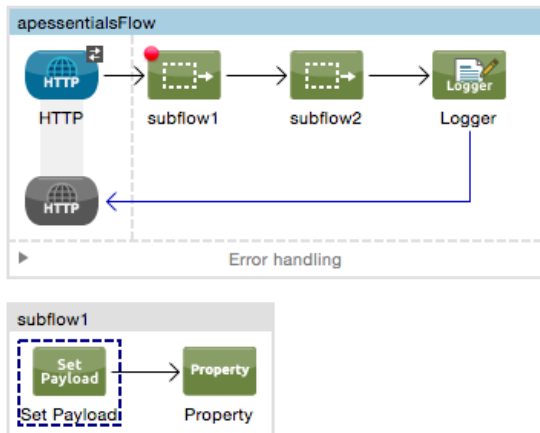 apessentialsFlow
HTTP
Logger
HTTP
subflow1
subflow2
Logger
HTTP
Error handling
subflow1
Set
Payload
Property
Set Payload
Property